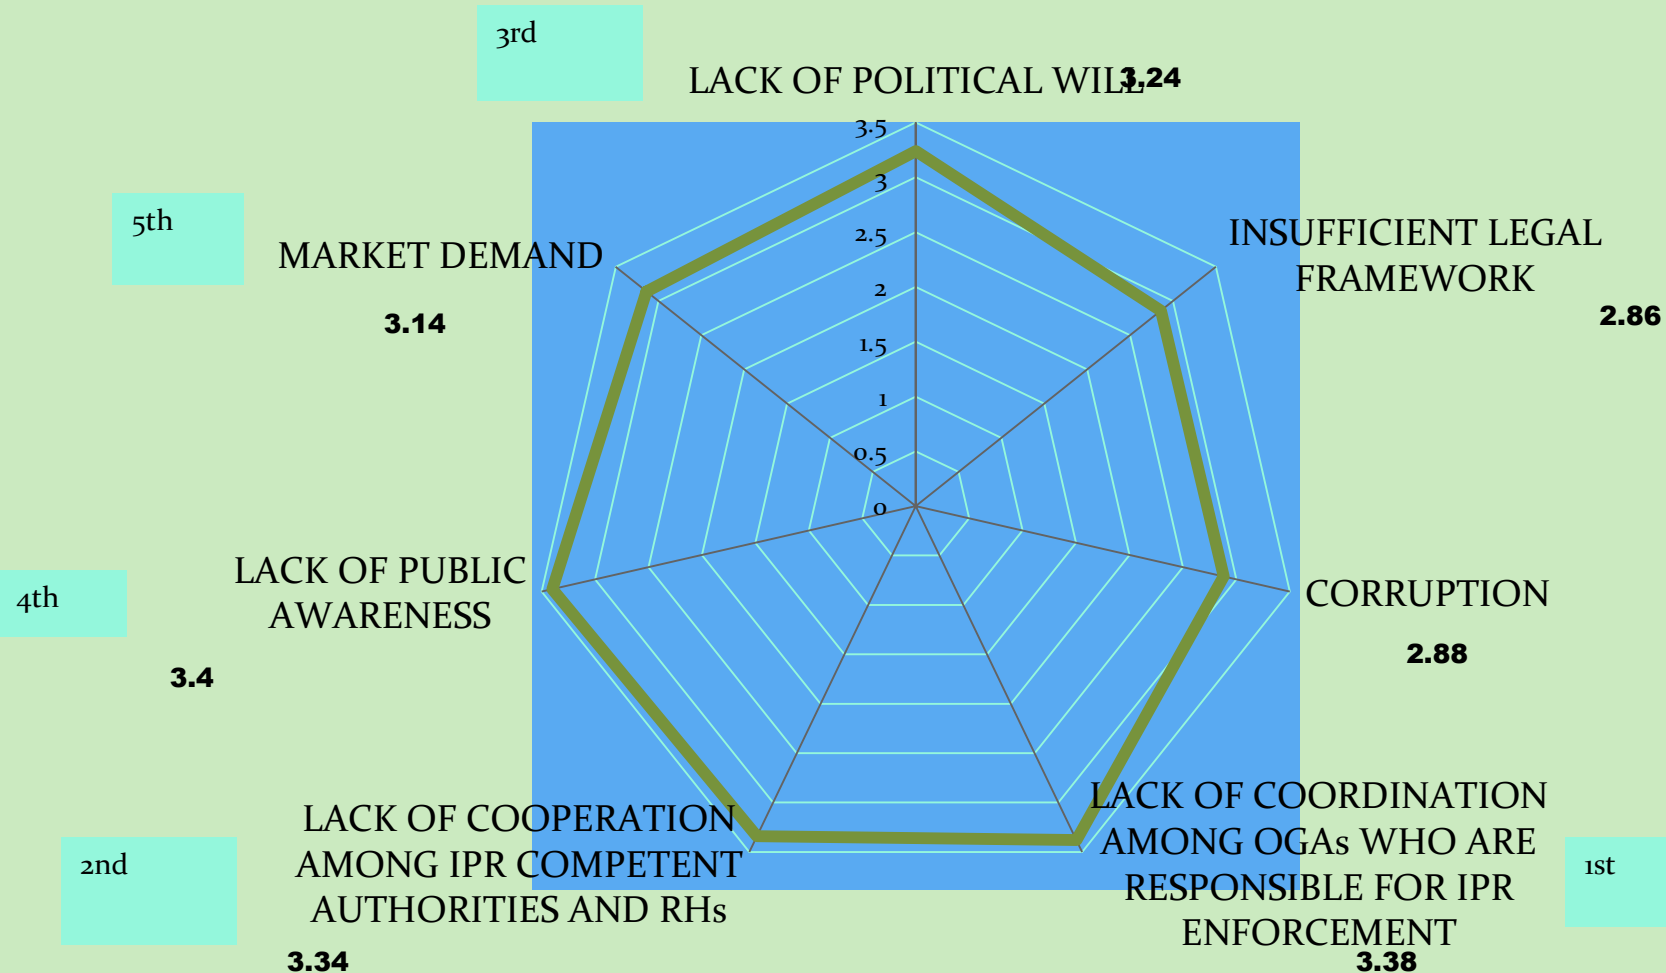 3rd
LACK OF POLITICAL WILL
3.24
3.5
3
2.5
2
1.5
1
0.5
0
5th
MARKET DEMAND
3.14
INSUFFICIENT LEGAL
FRAMEWORK
2.86
LACK OF PUBLIC
AWARENESS
4th
3.4
CORRUPTION
2.88
LACK OF COOPERATION
AMONG IPR COMPETENT
AUTHORITIES AND RHs
2nd
3.34
LACK OF COORDINATION
AMONG OGAs WHO ARE
RESPONSIBLE FOR IPR
ENFORCEMENT
1st
3.38